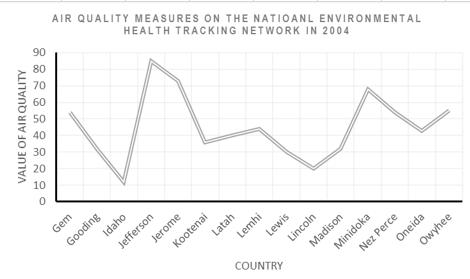 AIR QUALITY MEASURES ON THE NATIOANL ENVIRONMENTAL
HEALTH TRACKING NETWORK IN 2004
VALUE OF AIR QUALITY
90
80
70
60
50
40
30
20
10
0
Gem
Gooding
Idaho
Jefferson
Jerome
Kootenai
Latah
Lemhi
Lewis
Lincoln
Madison
Minidoka
Nez Perce
Oneida
Owyhee
COUNTRY